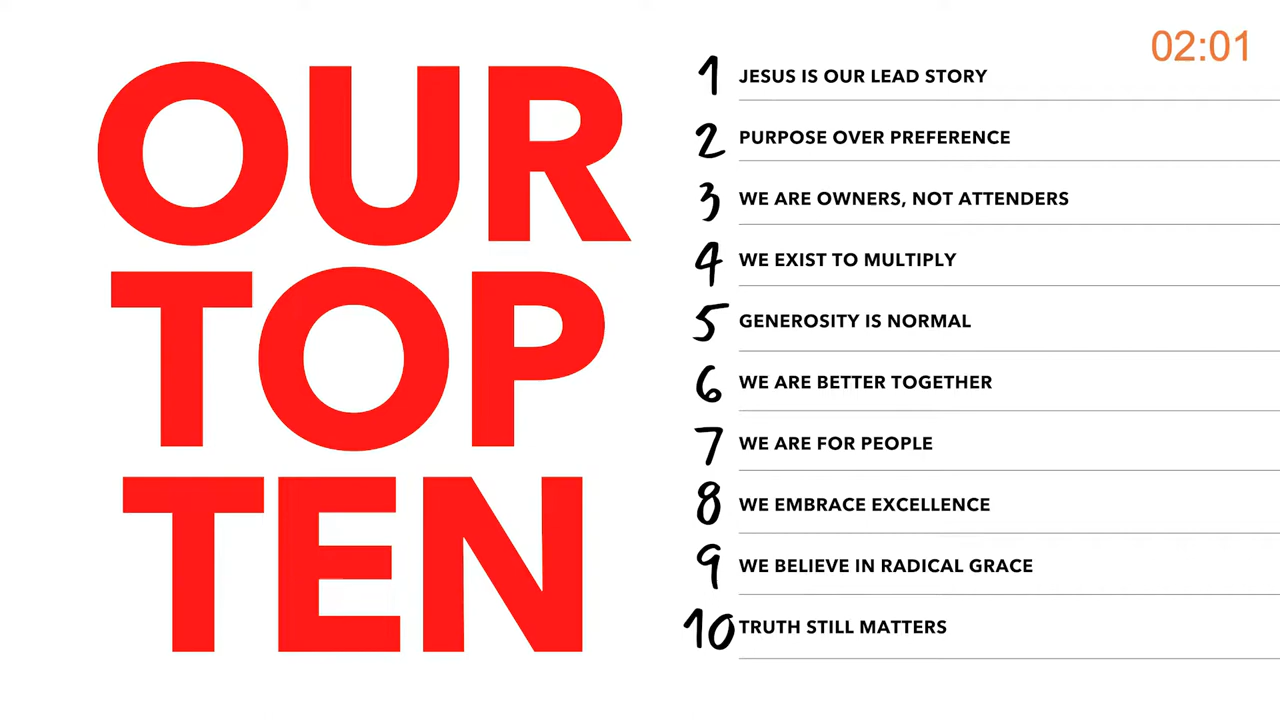 OUR
TOP
TEN
02:01
1 JESUS IS OUR LEAD STORY
2 PURPOSE OVER PREFERENCE
3 WE ARE OWNERS, NOT ATTENDERS
4 WE EXIST TO MULTIPLY
5 GENEROSITY IS NORMAL
6 WE ARE BETTER TOGETHER
7 WE ARE FOR PEOPLE
8 WE EMBRACE EXCELLENCE
9 WE BELIEVE IN RADICAL GRACE
10 TRUTH STILL MATTERS